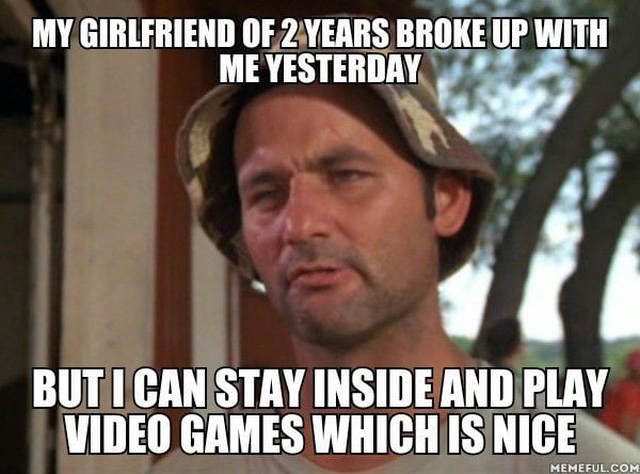 MY GIRLFRIEND OF 2 YEARS BROKE UP WITH
ME YESTERDAY
BUT I CAN STAY INSIDE AND PLAY
VIDEO GAMES WHICH IS NICE
MEMEFUL.COM